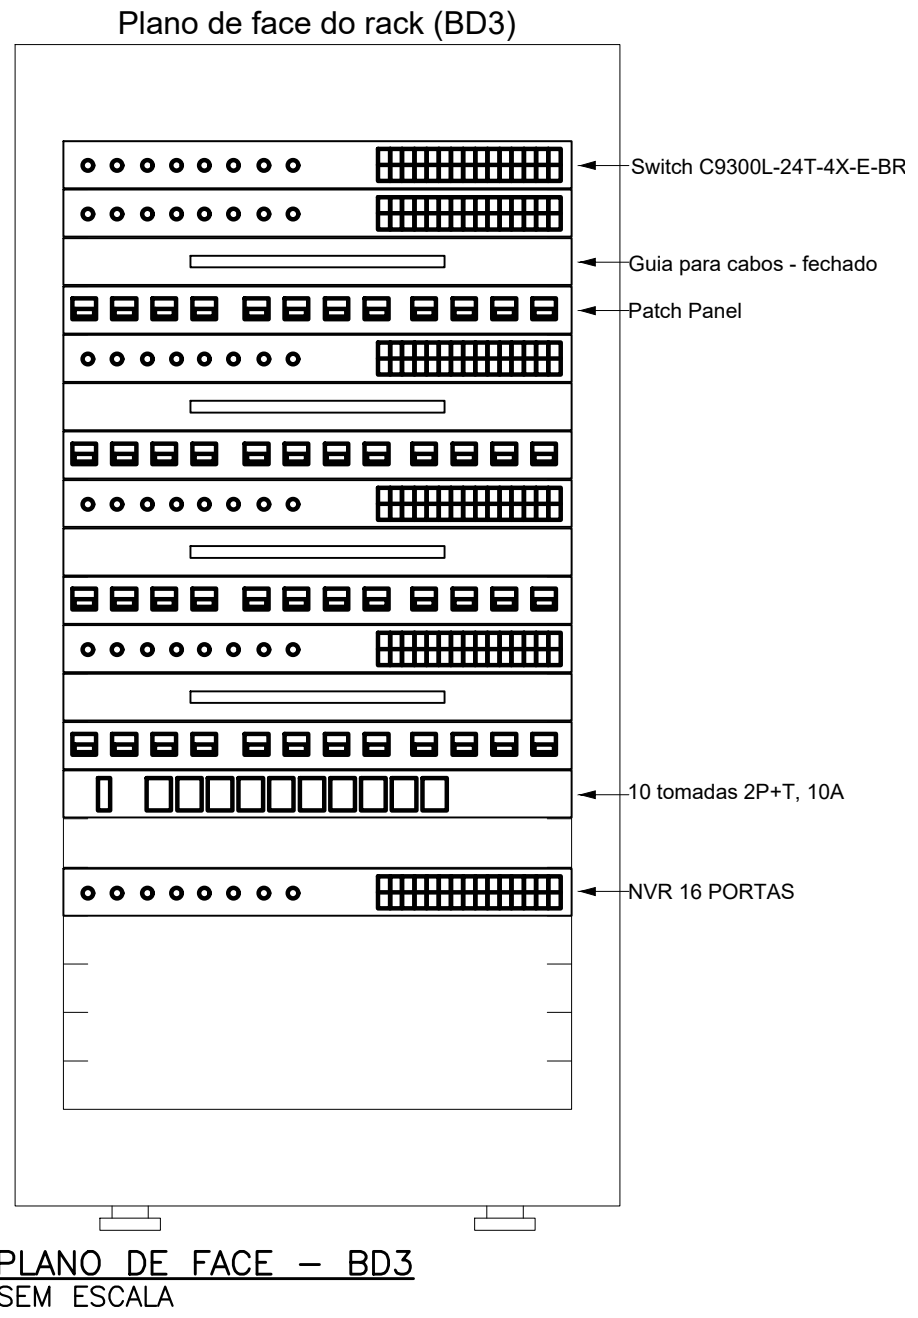 Plano de face do rack (BD3)
Switch C9300L-24T-4X-E-BR
Guia para cabos - fechado
Patch Panel
10 tomadas 2P+T, 10A
NVR 16 PORTAS
PLANO DE FACE – BD3
SEM ESCALA